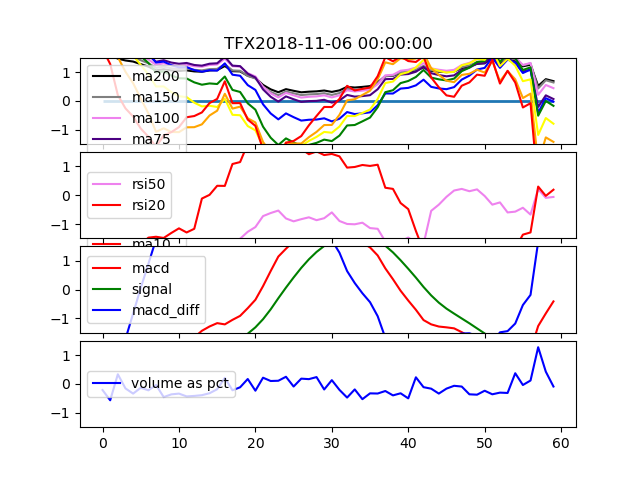 TFX2018-11-06 00:00:00
1
0
−1
ma200
ma150
ma100
ma75
1
0
−1
rsi50
rsi20
ma10
1
0
−1
macd
signal
macd_diff
1
0
−1
volume as pct
0 10 20 30 40 50 60